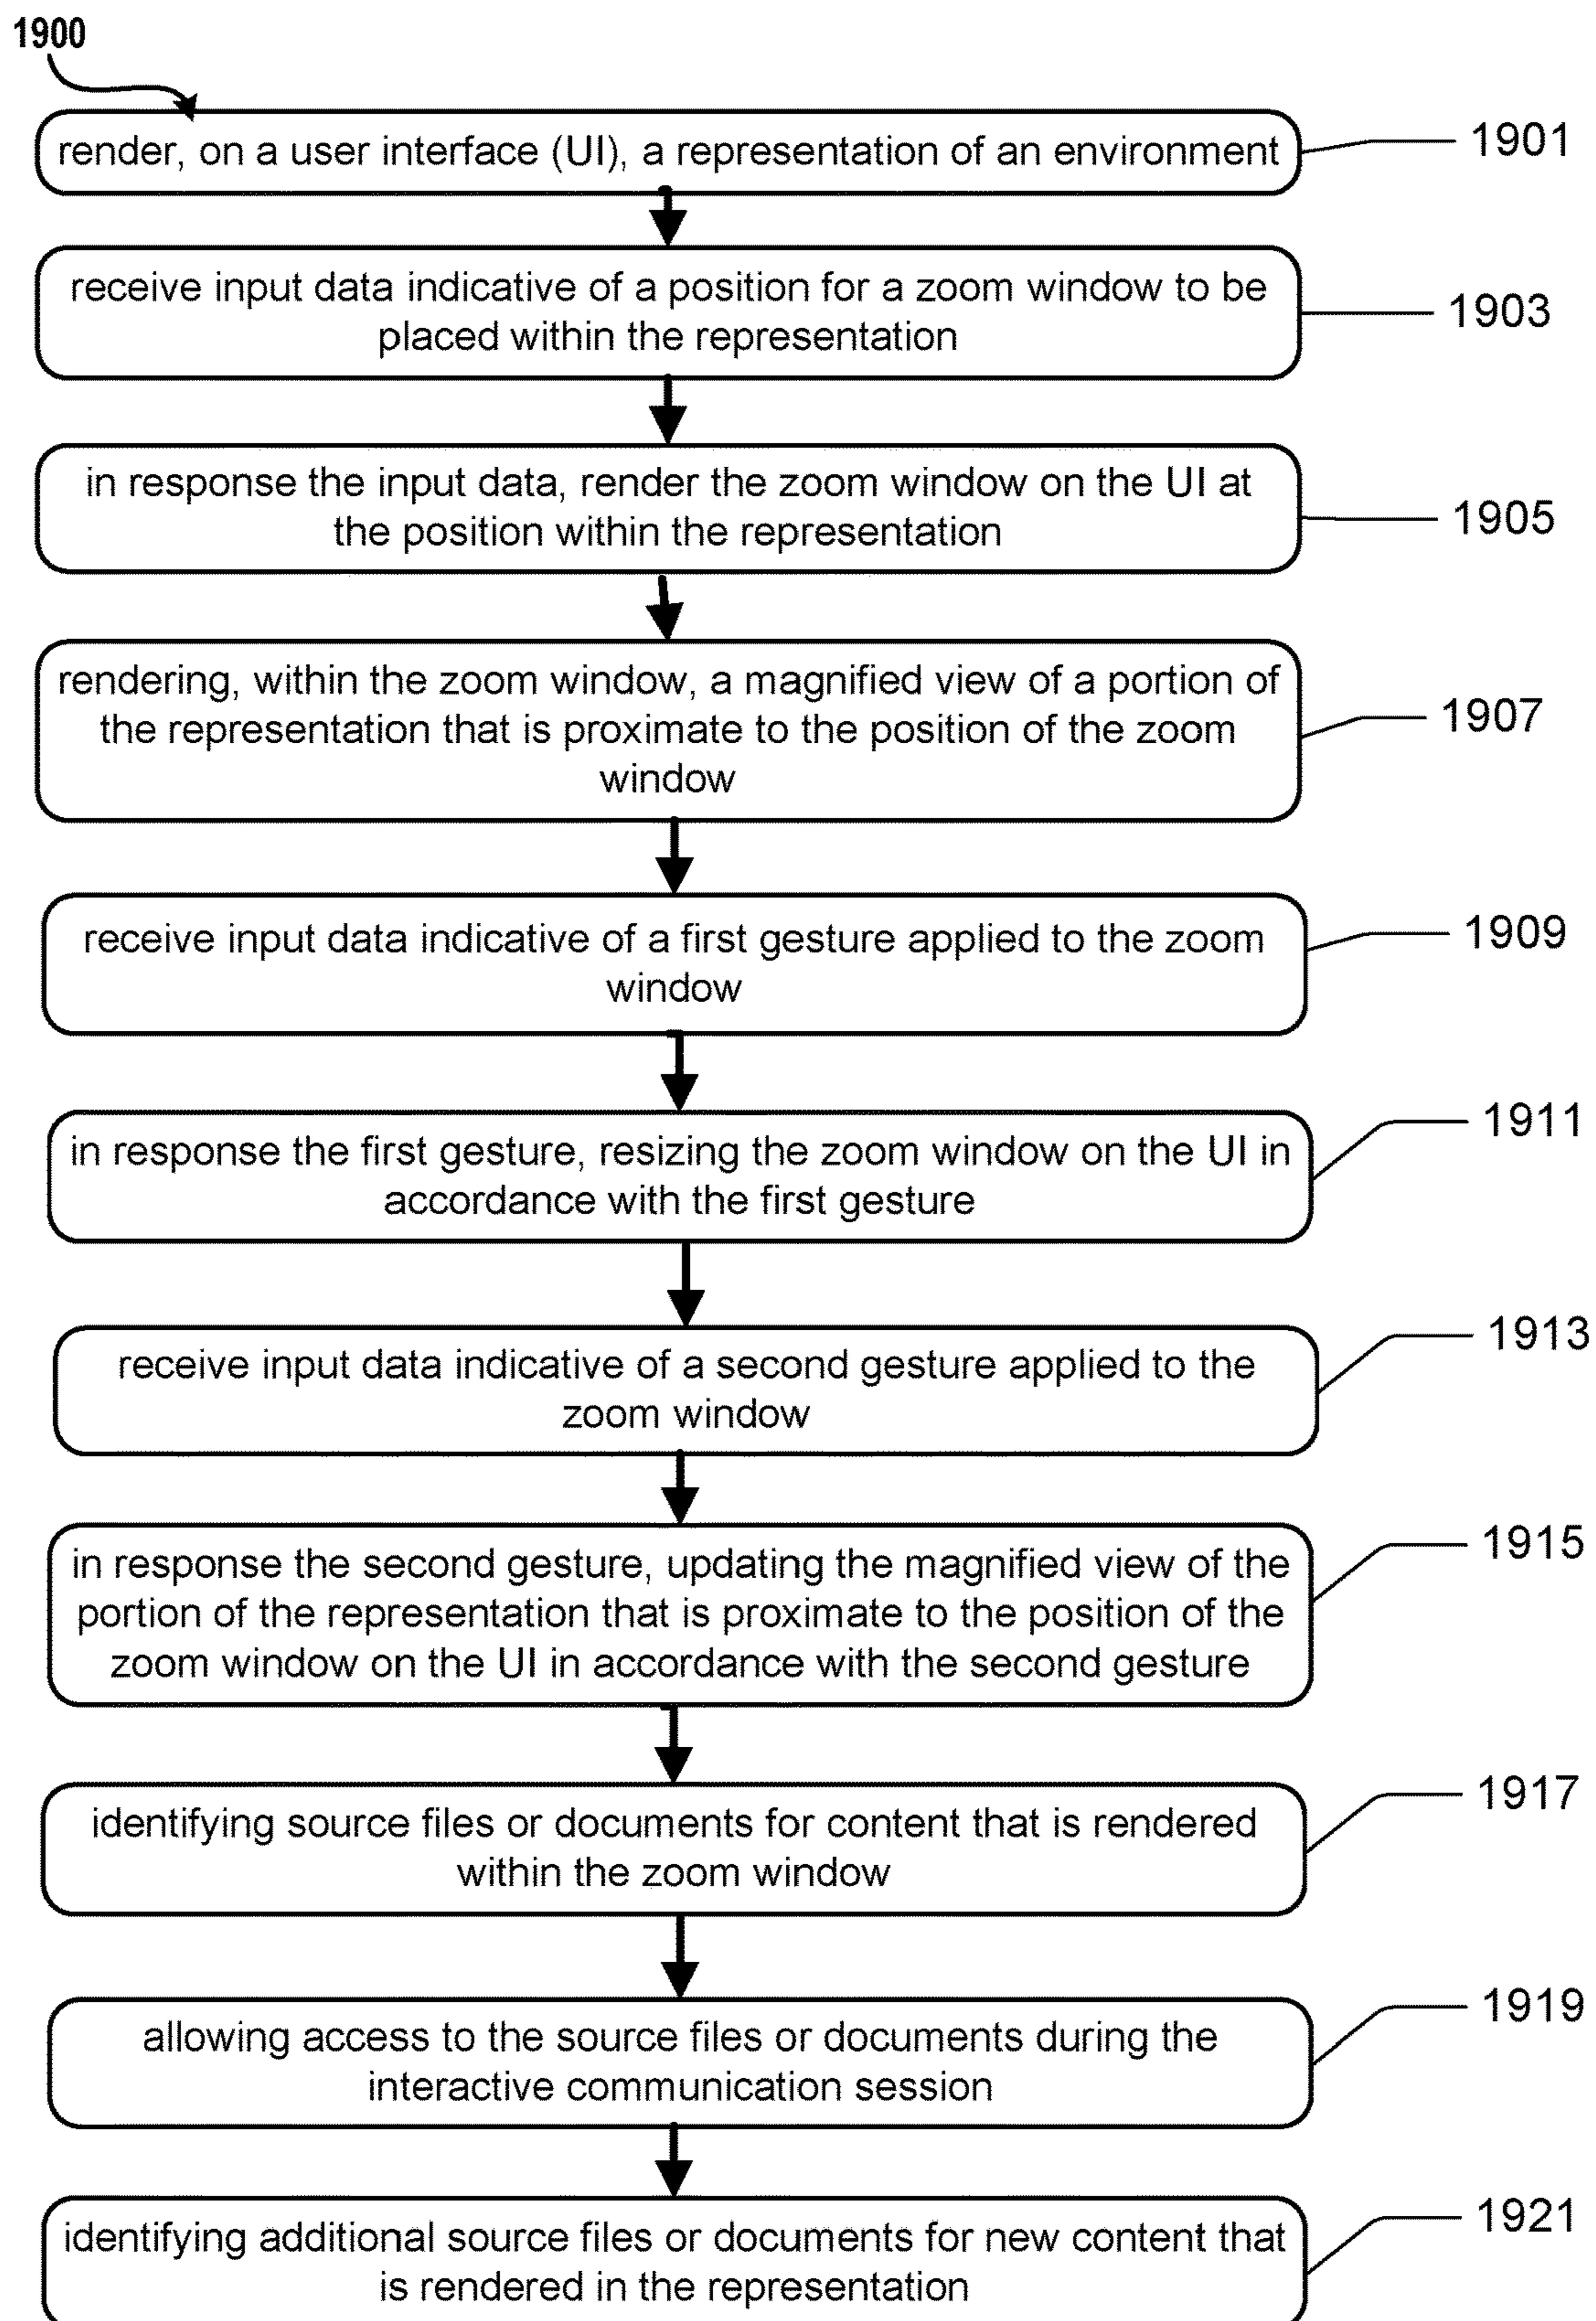 1900
render, on a user interface (UI), a representation of an environment
1901
receive input data indicative of a position for a zoom window to be
placed within the representation
1903
in response the input data, render the zoom window on the UI at
the position within the representation
1905
rendering, within the zoom window, a magnified view of a portion of
the representation that is proximate to the position of the zoom
window
1907
receive input data indicative of a first gesture applied to the zoom
window
1909
in response the first gesture, resizing the zoom window on the UI in
accordance with the first gesture
1911
receive input data indicative of a second gesture applied to the
zoom window
1913
in response the second gesture, updating the magnified view of the
portion of the representation that is proximate to the position of the
zoom window on the UI in accordance with the second gesture
1915
identifying source files or documents for content that is rendered
within the zoom window
1917
allowing access to the source files or documents during the
interactive communication session
1919
identifying additional source files or documents for new content that
is rendered in the representation
1921